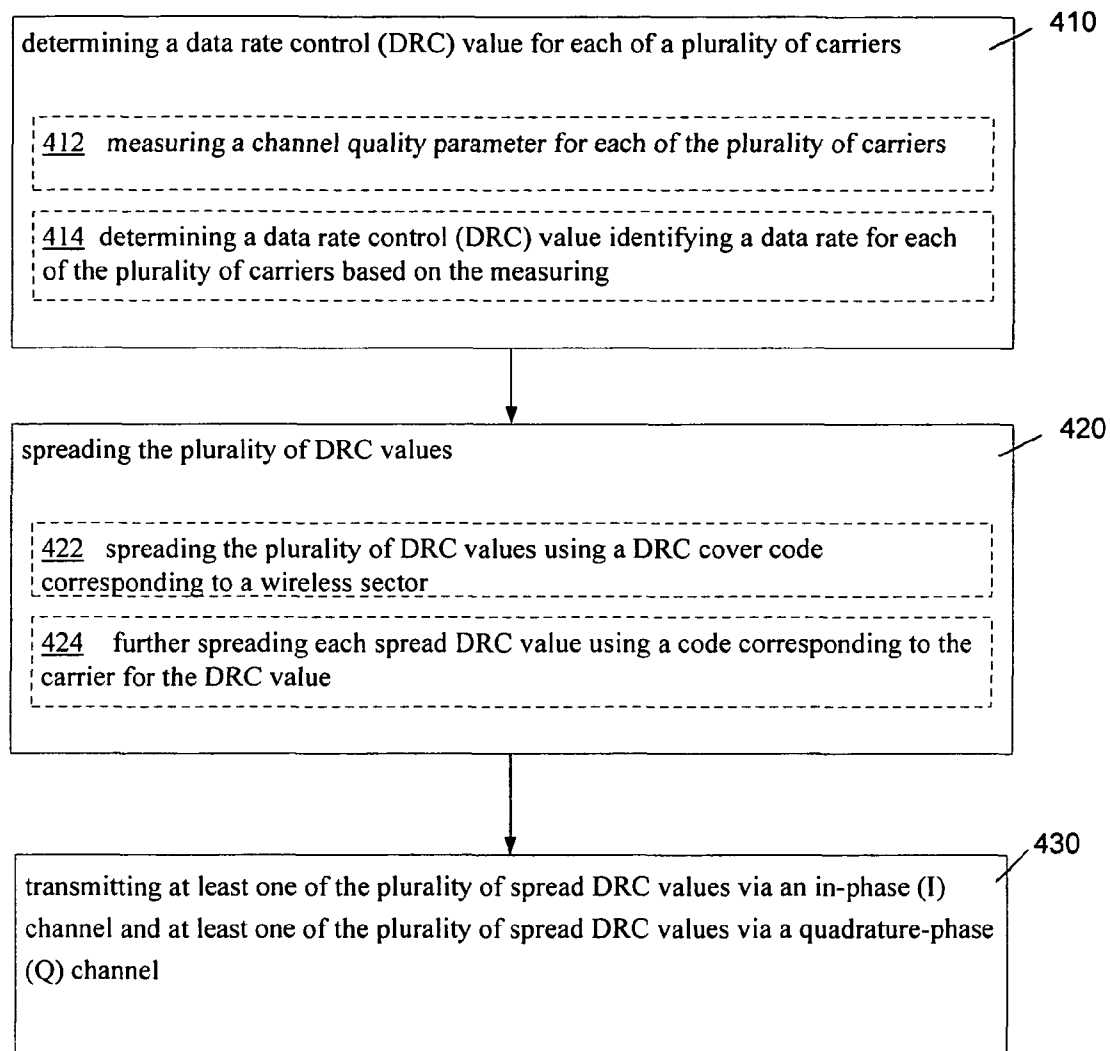 410
determining a data rate control (DRC) value for each of a plurality of carriers
412 measuring a channel quality parameter for each of the plurality of carriers
414 determining a data rate control (DRC) value identifying a data rate for each
of the plurality of carriers based on the measuring
420
spreading the plurality of DRC values
422 spreading the plurality of DRC values using a DRC cover code
corresponding to a wireless sector
424 further spreading each spread DRC value using a code corresponding to the
carrier for the DRC value
430
transmitting at least one of the plurality of spread DRC values via an in-phase (I)
channel and at least one of the plurality of spread DRC values via a quadrature-phase
(Q) channel